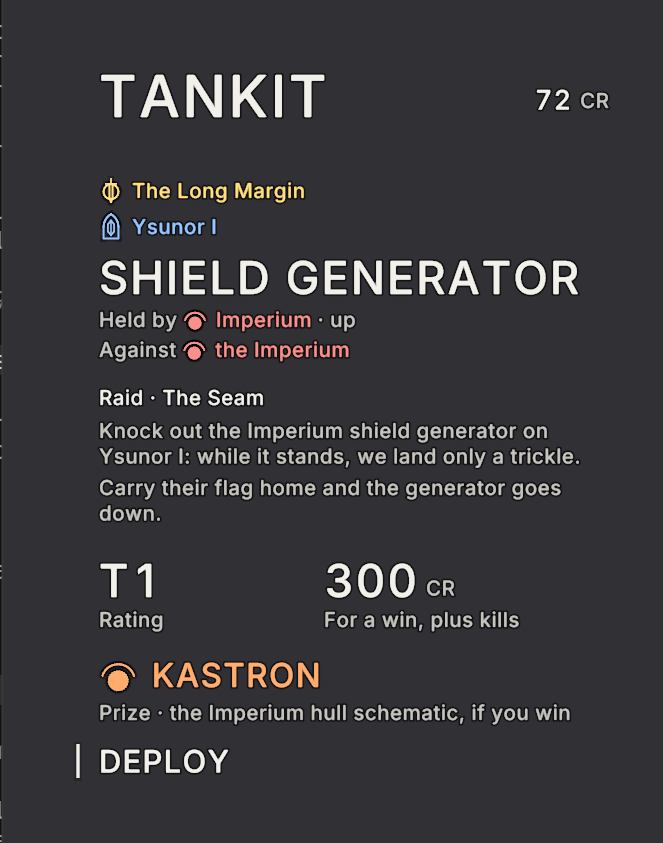 TANKIT
72 CR
The Long Margin
Ysunor I
SHIELD GENERATOR
Held by Imperium · up
Against the Imperium
Raid · The Seam
Knock out the Imperium shield generator on
Ysunor I: while it stands, we land only a trickle.
Carry their flag home and the generator goes
down.
T1
300 CR
Rating
For a win, plus kills
KASTRON
Prize · the Imperium hull schematic, if you win
DEPLOY